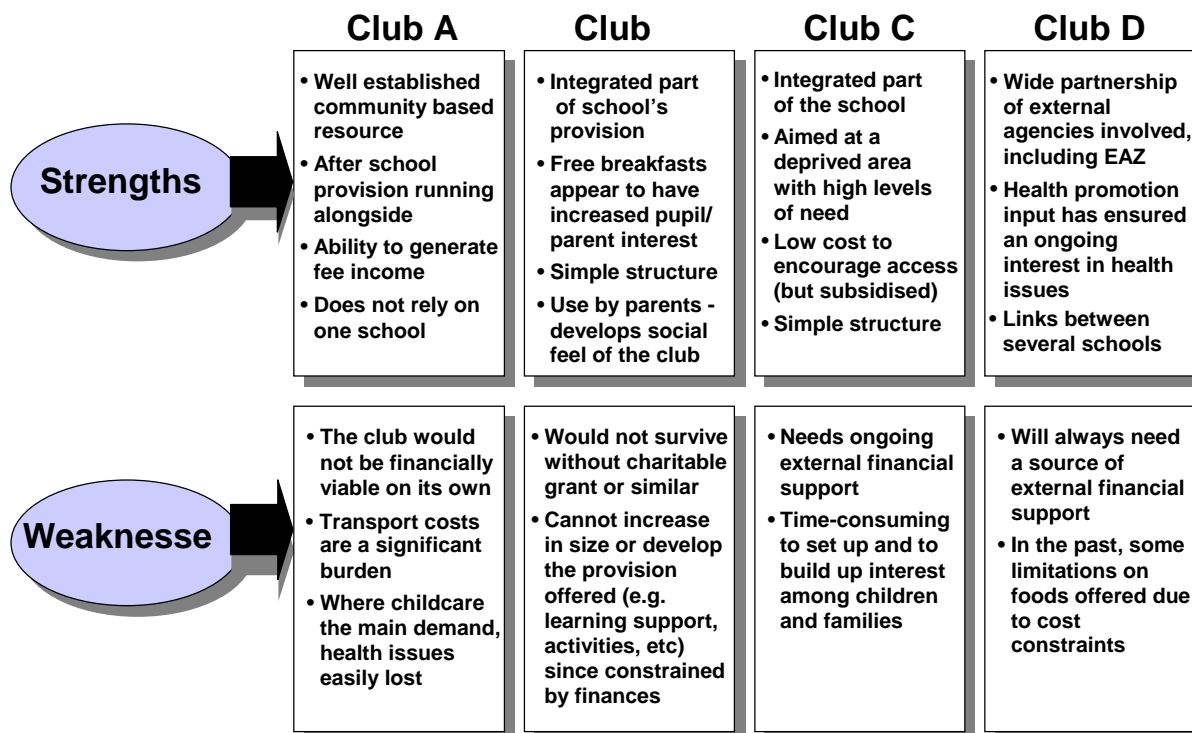 Club A
Club
Club C
Club D
Strengths
• Well established
community based
resource
• After school
provision running
alongside
• Ability to generate
fee income
• Does not rely on
one school
• Integrated part
of school's
provision
• Free breakfasts
appear to have
increased pupil/
parent interest
• Simple structure
• Use by parents -
develops social
feel of the club
• Integrated part
of the school
• Aimed at a
deprived area
with high levels
of need
• Low cost to
encourage access
(but subsidised)
• Simple structure
• Wide partnership
of external
agencies involved,
including EAZ
• Health promotion
input has ensured
an ongoing
interest in health
issues
• Links between
several schools
Weaknesse
• The club would
not be financially
viable on its own
• Transport costs
are a significant
burden
• Where childcare
the main demand,
health issues
easily lost
• Would not survive
without charitable
grant or similar
• Cannot increase
in size or develop
the provision
offered (e.g.
learning support,
activities, etc)
since constrained
by finances
• Needs ongoing
external financial
support
• Time-consuming
to set up and to
build up interest
among children
and families
• Will always need
a source of
external financial
support
• In the past, some
limitations on
foods offered due
to cost
constraints